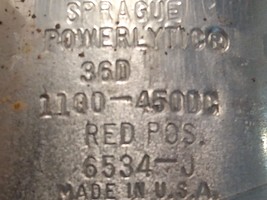 SPRAGUE
POWERLYTIC®
36D
1100-450DC
RED POS.
6534-J
MADE IN U.S.A.